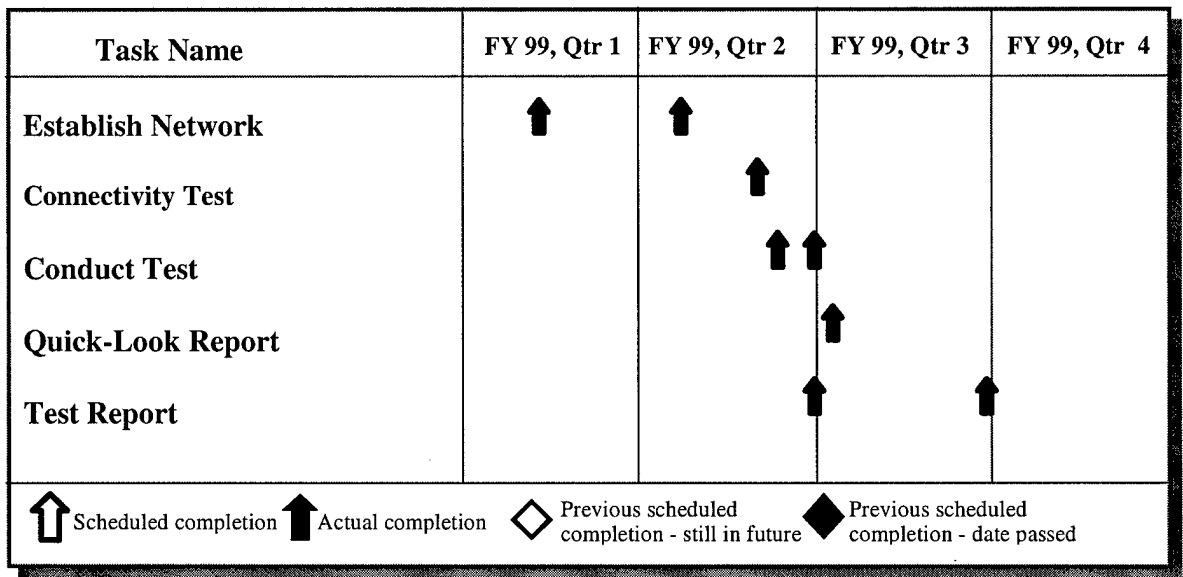 Task Name FY 99, Qtr 1 FY 99, Qtr 2 FY 99, Qtr 3 FY 99, Qtr 4
Establish Network
Connectivity Test
Conduct Test
Quick-Look Report
Test Report
Scheduled completion Actual completion Previous scheduled completion - still in future Previous scheduled completion - date passed